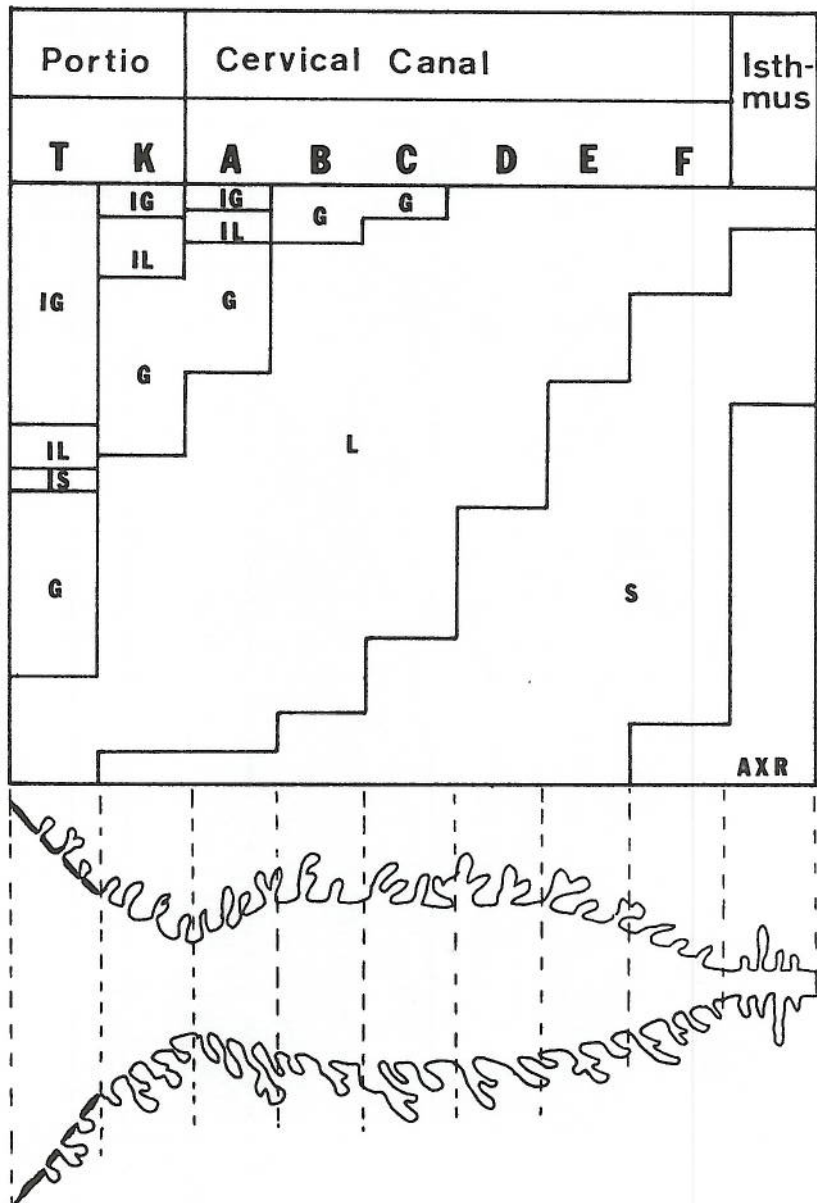 Portio Cervical Canal Isth-
mus
T K A B C D E F
IG IG G G
IL IL
IG G
G
IL L
IS
G S
AXR